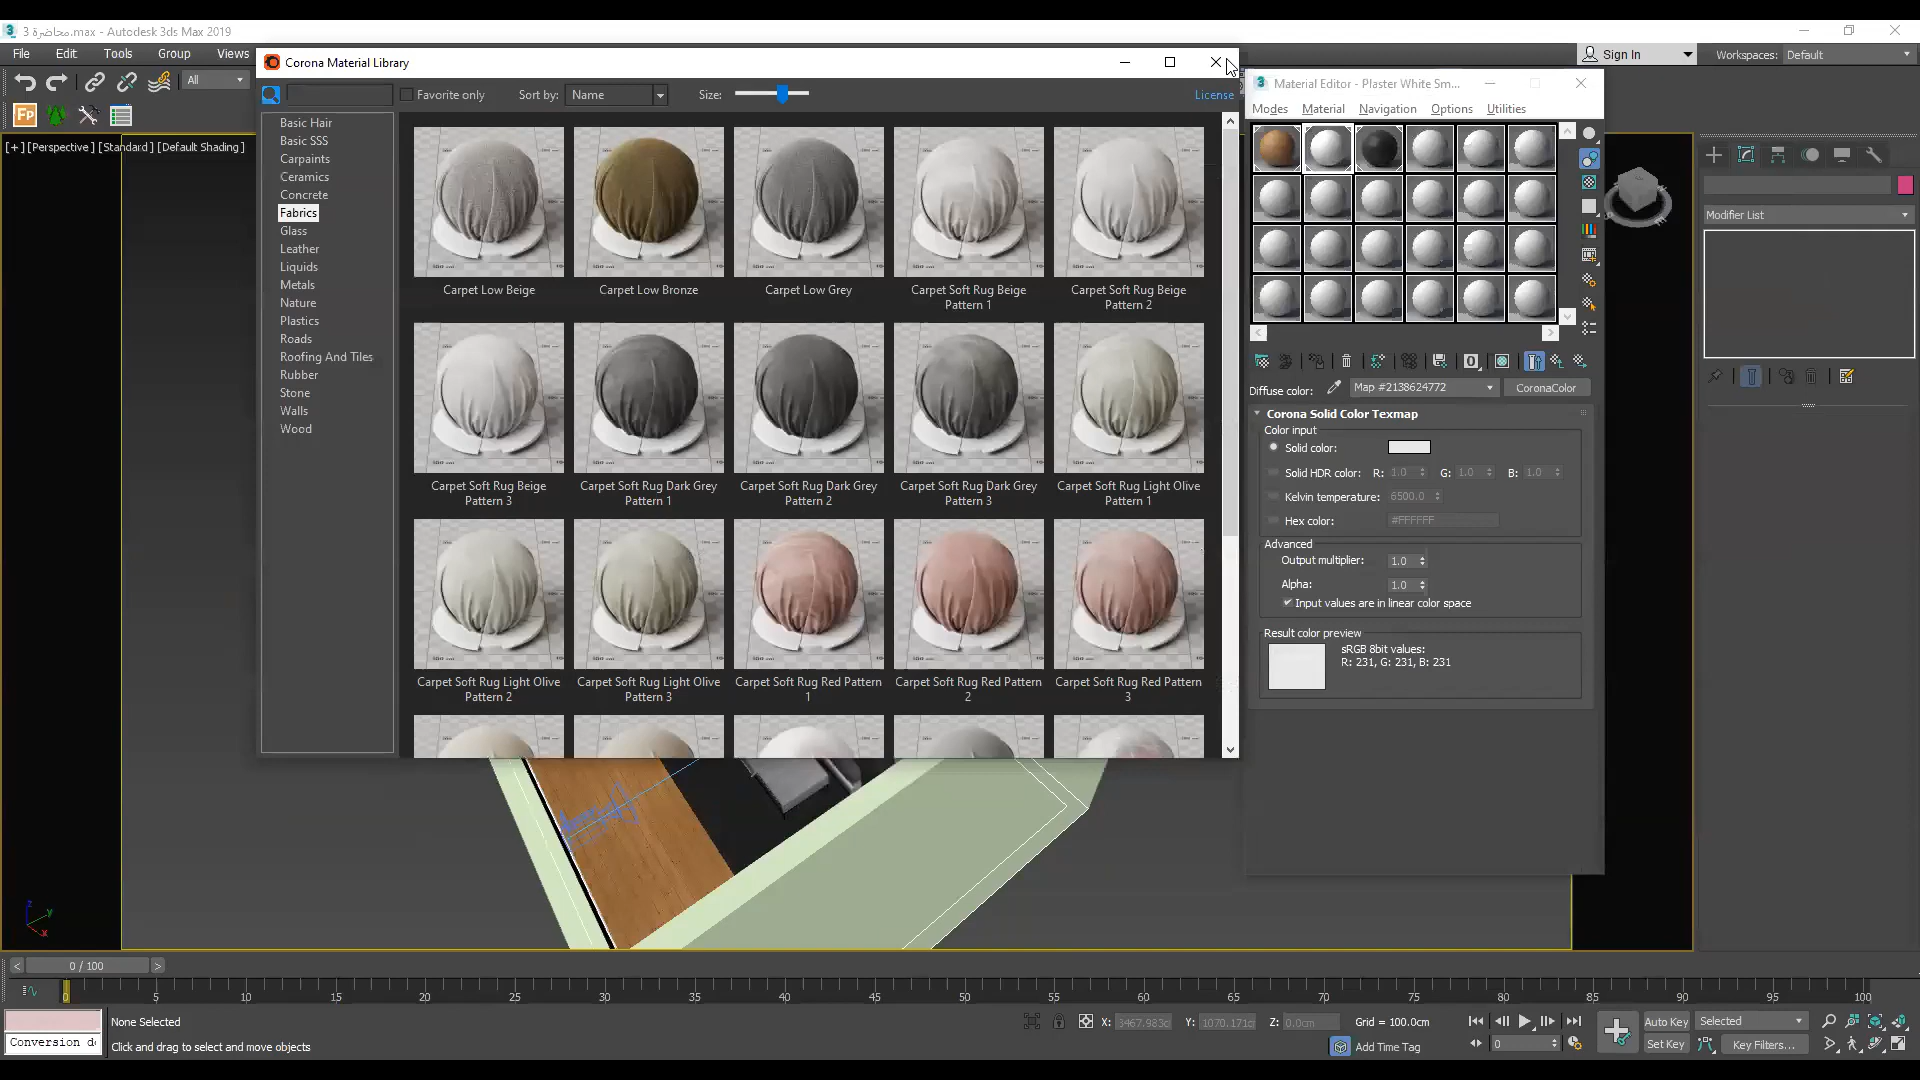 محاضرة 3.max - Autodesk 3ds Max 2019
File Edit Tools Group Views
Sign In
Workspaces: Default
All
Corona Material Library
Favorite only
Sort by: Name
Size:
License
Basic Hair
Basic SSS
Carpaints
Ceramics
Concrete
Fabrics
Glass
Leather
Liquids
Metals
Nature
Plastics
Roads
Roofing And Tiles
Rubber
Stone
Walls
Wood
Carpet Low Beige
Carpet Low Bronze
Carpet Low Grey
Carpet Soft Rug Beige
Pattern 1
Carpet Soft Rug Beige
Pattern 2
Carpet Soft Rug Beige
Pattern 3
Carpet Soft Rug Dark Grey
Pattern 1
Carpet Soft Rug Dark Grey
Pattern 2
Carpet Soft Rug Dark Grey
Pattern 3
Carpet Soft Rug Light Olive
Pattern 1
Carpet Soft Rug Light Olive
Pattern 2
Carpet Soft Rug Light Olive
Pattern 3
Carpet Soft Rug Red Pattern
1
Carpet Soft Rug Red Pattern
2
Carpet Soft Rug Red Pattern
3
[+] [Perspective] [Standard] [Default Shading]
Material Editor - Plaster White Sm...
Modes Material Navigation Options Utilities
Diffuse color: Map #2138624772 CoronaColor
Corona Solid Color Texmap
Color input
Solid color:
Solid HDR color: R: 1.0 G: 1.0 B: 1.0
Kelvin temperature: 6500.0
Hex color: #FFFFFF
Advanced
Output multiplier: 1.0
Alpha: 1.0
Input values are in linear color space
Result color preview
sRGB 8bit values:
R: 231, G: 231, B: 231
Modifier List
z
y
x
< 0 / 100 >
0 5 10 15 20 25 30 35 40 45 50 55 60 65 70 75 80 85 90 95 100
None Selected
X: 3467.983c Y: 1070.171c Z: 0.0cm Grid = 100.0cm
Auto Key Selected
Conversion d
Click and drag to select and move objects
Add Time Tag
0
Set Key Key Filters...